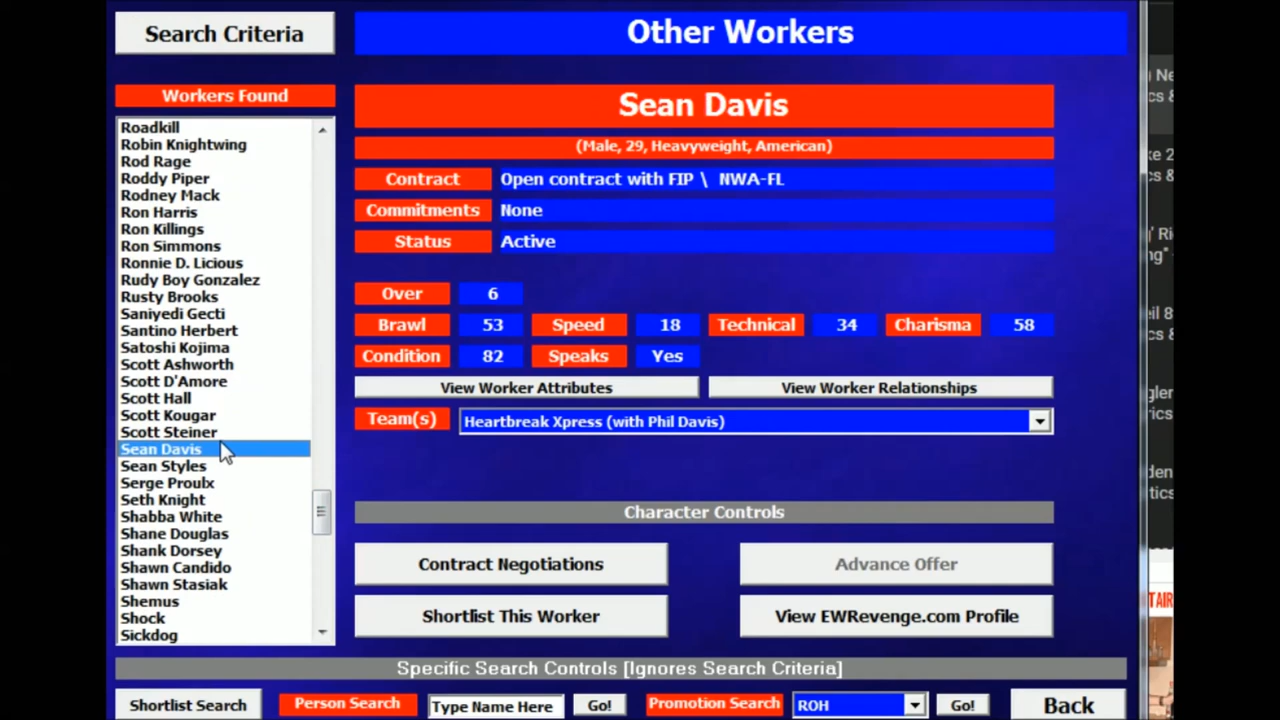 Search Criteria
Other Workers
Workers Found
Roadkill
Robin Knightwing
Rod Rage
Roddy Piper
Rodney Mack
Ron Harris
Ron Killings
Ron Simmons
Ronnie D. Licious
Rudy Boy Gonzalez
Rusty Brooks
Saniyedi Gecti
Santino Herbert
Satoshi Kojima
Scott Ashworth
Scott D'Amore
Scott Hall
Scott Kougar
Scott Steiner
Sean Davis
Sean Styles
Serge Proulx
Seth Knight
Shabba White
Shane Douglas
Shank Dorsey
Shawn Candido
Shawn Stasiak
Shemus
Shock
Sickdog
Sean Davis
(Male, 29, Heavyweight, American)
Contract Open contract with FIP \ NWA-FL
Commitments None
Status Active
Over 6
Brawl 53 Speed 18 Technical 34 Charisma 58
Condition 82 Speaks Yes
View Worker Attributes View Worker Relationships
Team(s) Heartbreak Xpress (with Phil Davis)
Character Controls
Contract Negotiations Advance Offer
Shortlist This Worker View EWRevenge.com Profile
Specific Search Controls [Ignores Search Criteria]
Shortlist Search Person Search Type Name Here Go! Promotion Search ROH Go! Back